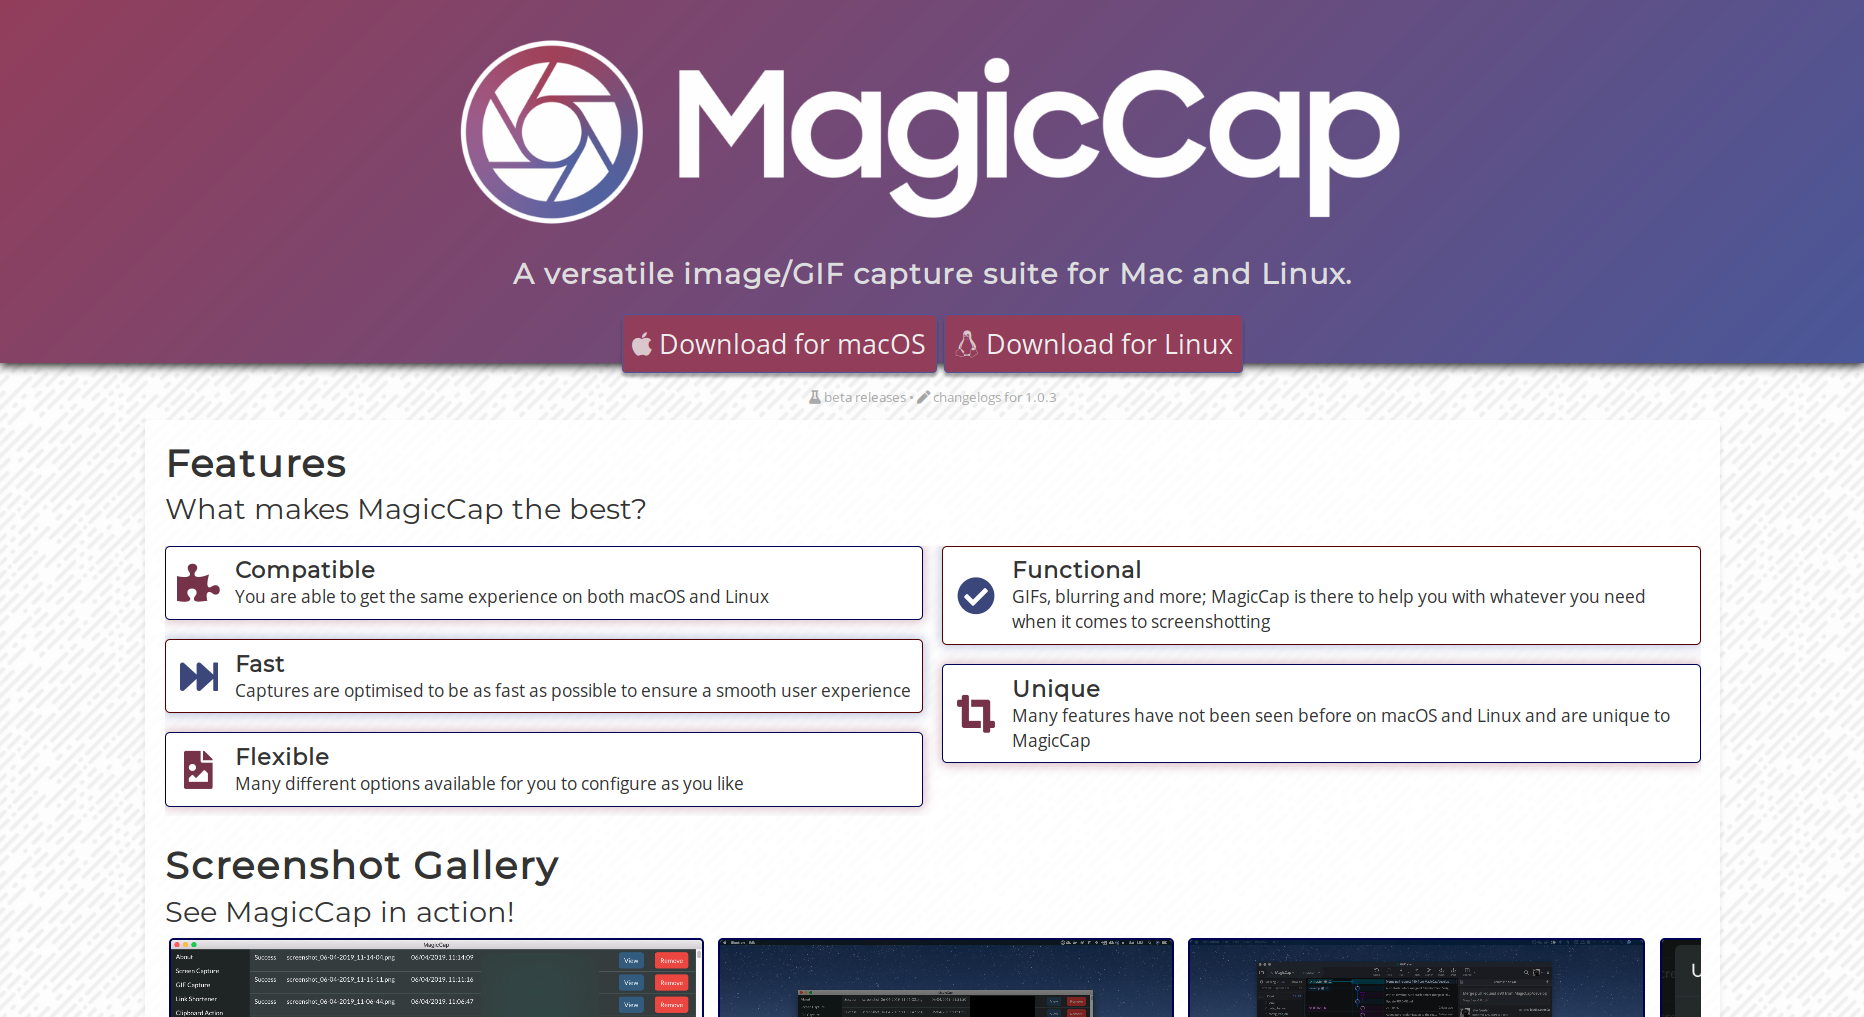 MagicCap
A versatile image/GIF capture suite for Mac and Linux.
Download for macOS
Download for Linux
beta releases • changelogs for 1.0.3
Features
What makes MagicCap the best?
Compatible
You are able to get the same experience on both macOS and Linux
Fast
Captures are optimised to be as fast as possible to ensure a smooth user experience
Flexible
Many different options available for you to configure as you like
Functional
GIFs, blurring and more; MagicCap is there to help you with whatever you need
when it comes to screenshotting
Unique
Many features have not been seen before on macOS and Linux and are unique to
MagicCap
Screenshot Gallery
See MagicCap in action!
MagicCap
About
Screen Capture
GIF Capture
Link Shortener
Clipboard Action
Success screenshot_06-04-2019_11-14-04.png 06/04/2019, 11:14:09 View Remove
Success screenshot_06-04-2019_11-11-11.png 06/04/2019, 11:11:16 View Remove
Success screenshot_06-04-2019_11-06-44.png 06/04/2019, 11:06:47 View Remove